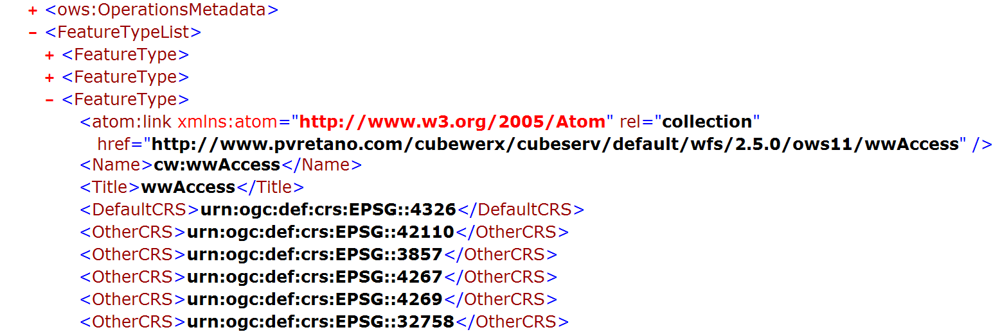 + <ows:OperationsMetadata>
– <FeatureTypeList>
+ <FeatureType>
+ <FeatureType>
– <FeatureType>
<atom:link xmlns:atom="http://www.w3.org/2005/Atom" rel="collection"
href="http://www.pvretano.com/cubewerx/cubeserv/default/wfs/2.5.0/ows11/wwAccess" />
<Name>cw:wwAccess</Name>
<Title>wwAccess</Title>
<DefaultCRS>urn:ogc:def:crs:EPSG::4326</DefaultCRS>
<OtherCRS>urn:ogc:def:crs:EPSG::42110</OtherCRS>
<OtherCRS>urn:ogc:def:crs:EPSG::3857</OtherCRS>
<OtherCRS>urn:ogc:def:crs:EPSG::4267</OtherCRS>
<OtherCRS>urn:ogc:def:crs:EPSG::4269</OtherCRS>
<OtherCRS>urn:ogc:def:crs:EPSG::32758</OtherCRS>